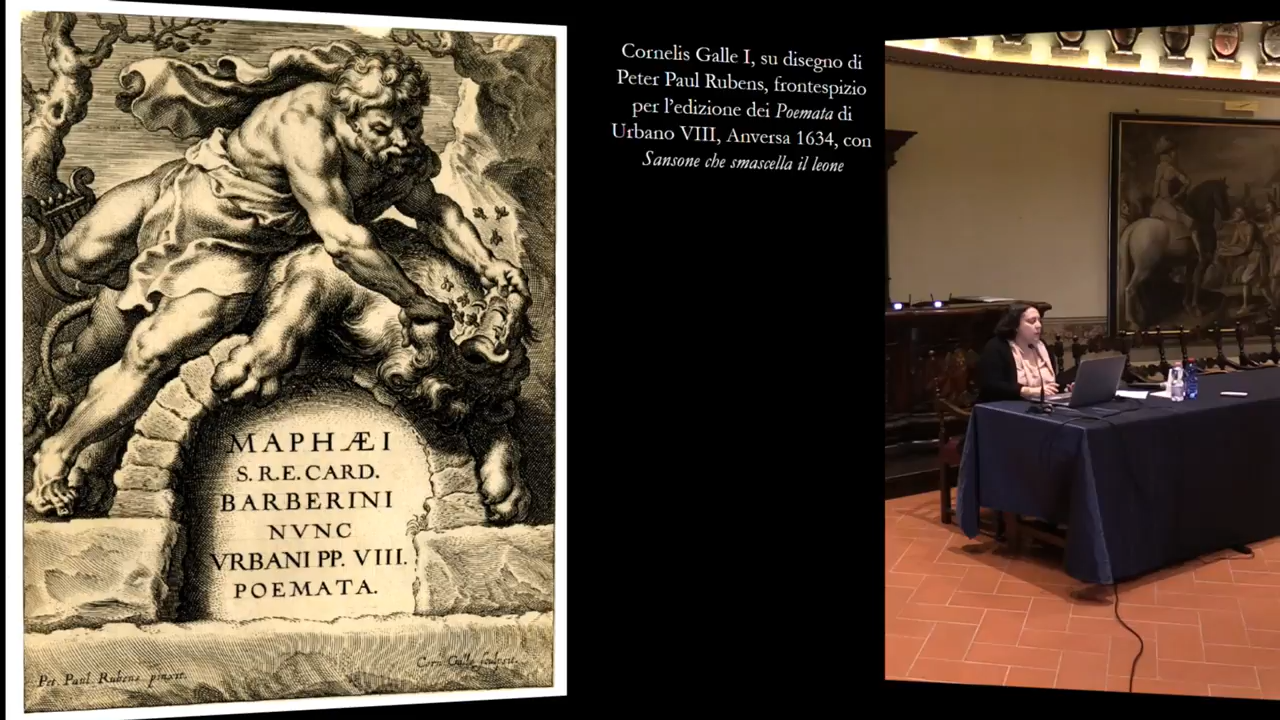 Cornelis Galle I, su disegno di
Peter Paul Rubens, frontespizio
per l'edizione dei Poemata di
Urbano VIII, Anversa 1634, con
Sansone che smascella il leone
MAPHÆI
S.R.E.CARD.
BARBERINI
NVNC
VRBANI PP. VIII.
POEMATA.
Pet. Paul. Rubens pinxit.
Corn. Galle sculpsit.